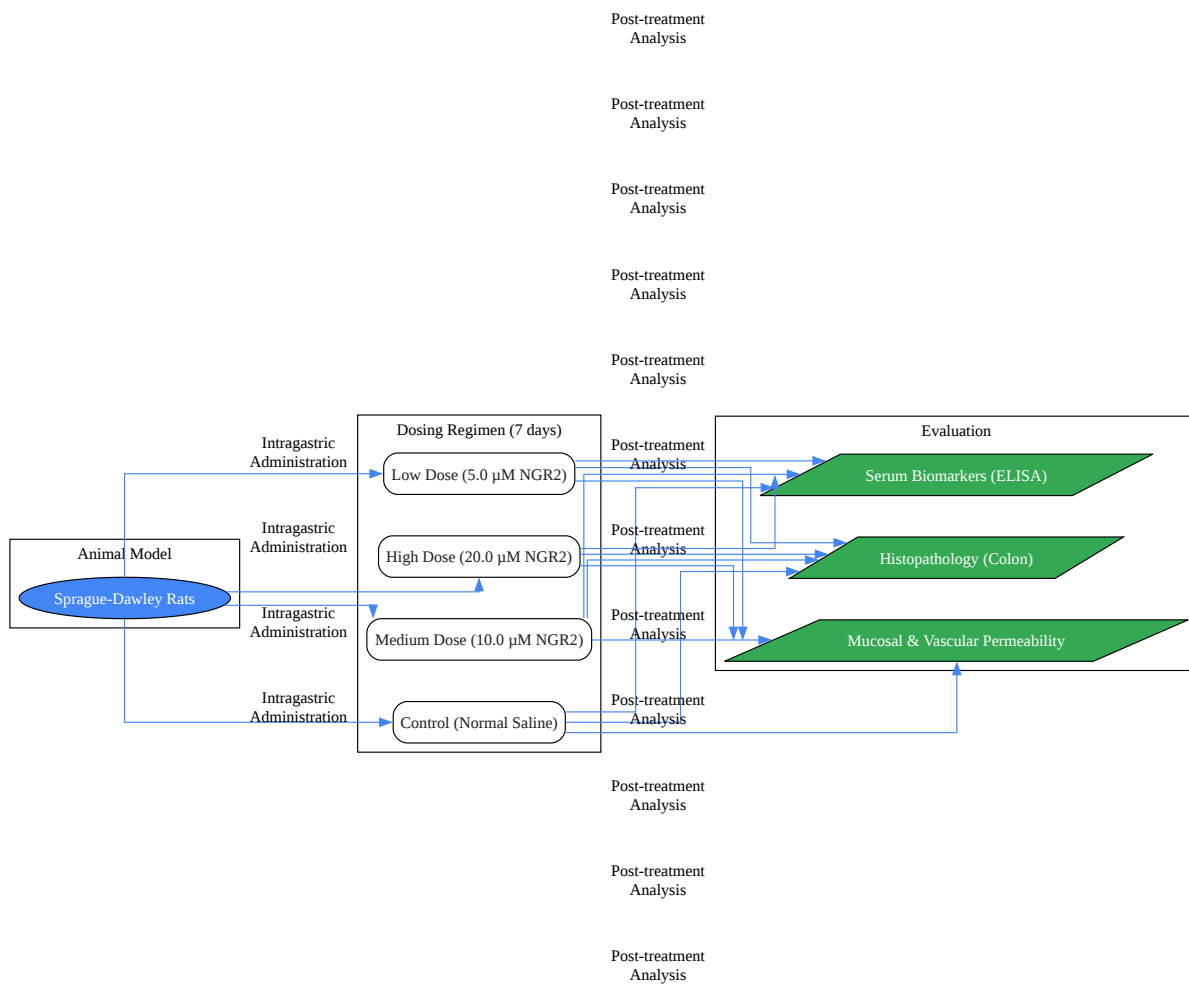 Post-treatment
Analysis
Post-treatment
Analysis
Post-treatment
Analysis
Post-treatment
Analysis
Post-treatment
Analysis
Animal Model
Sprague-Dawley Rats
Intragastric
Administration
Intragastric
Administration
Intragastric
Administration
Intragastric
Administration
Dosing Regimen (7 days)
Low Dose (5.0 µM NGR2)
High Dose (20.0 µM NGR2)
Medium Dose (10.0 µM NGR2)
Control (Normal Saline)
Post-treatment
Analysis
Post-treatment
Analysis
Post-treatment
Analysis
Post-treatment
Analysis
Evaluation
Serum Biomarkers (ELISA)
Histopathology (Colon)
Mucosal & Vascular Permeability
Post-treatment
Analysis
Post-treatment
Analysis
Post-treatment
Analysis